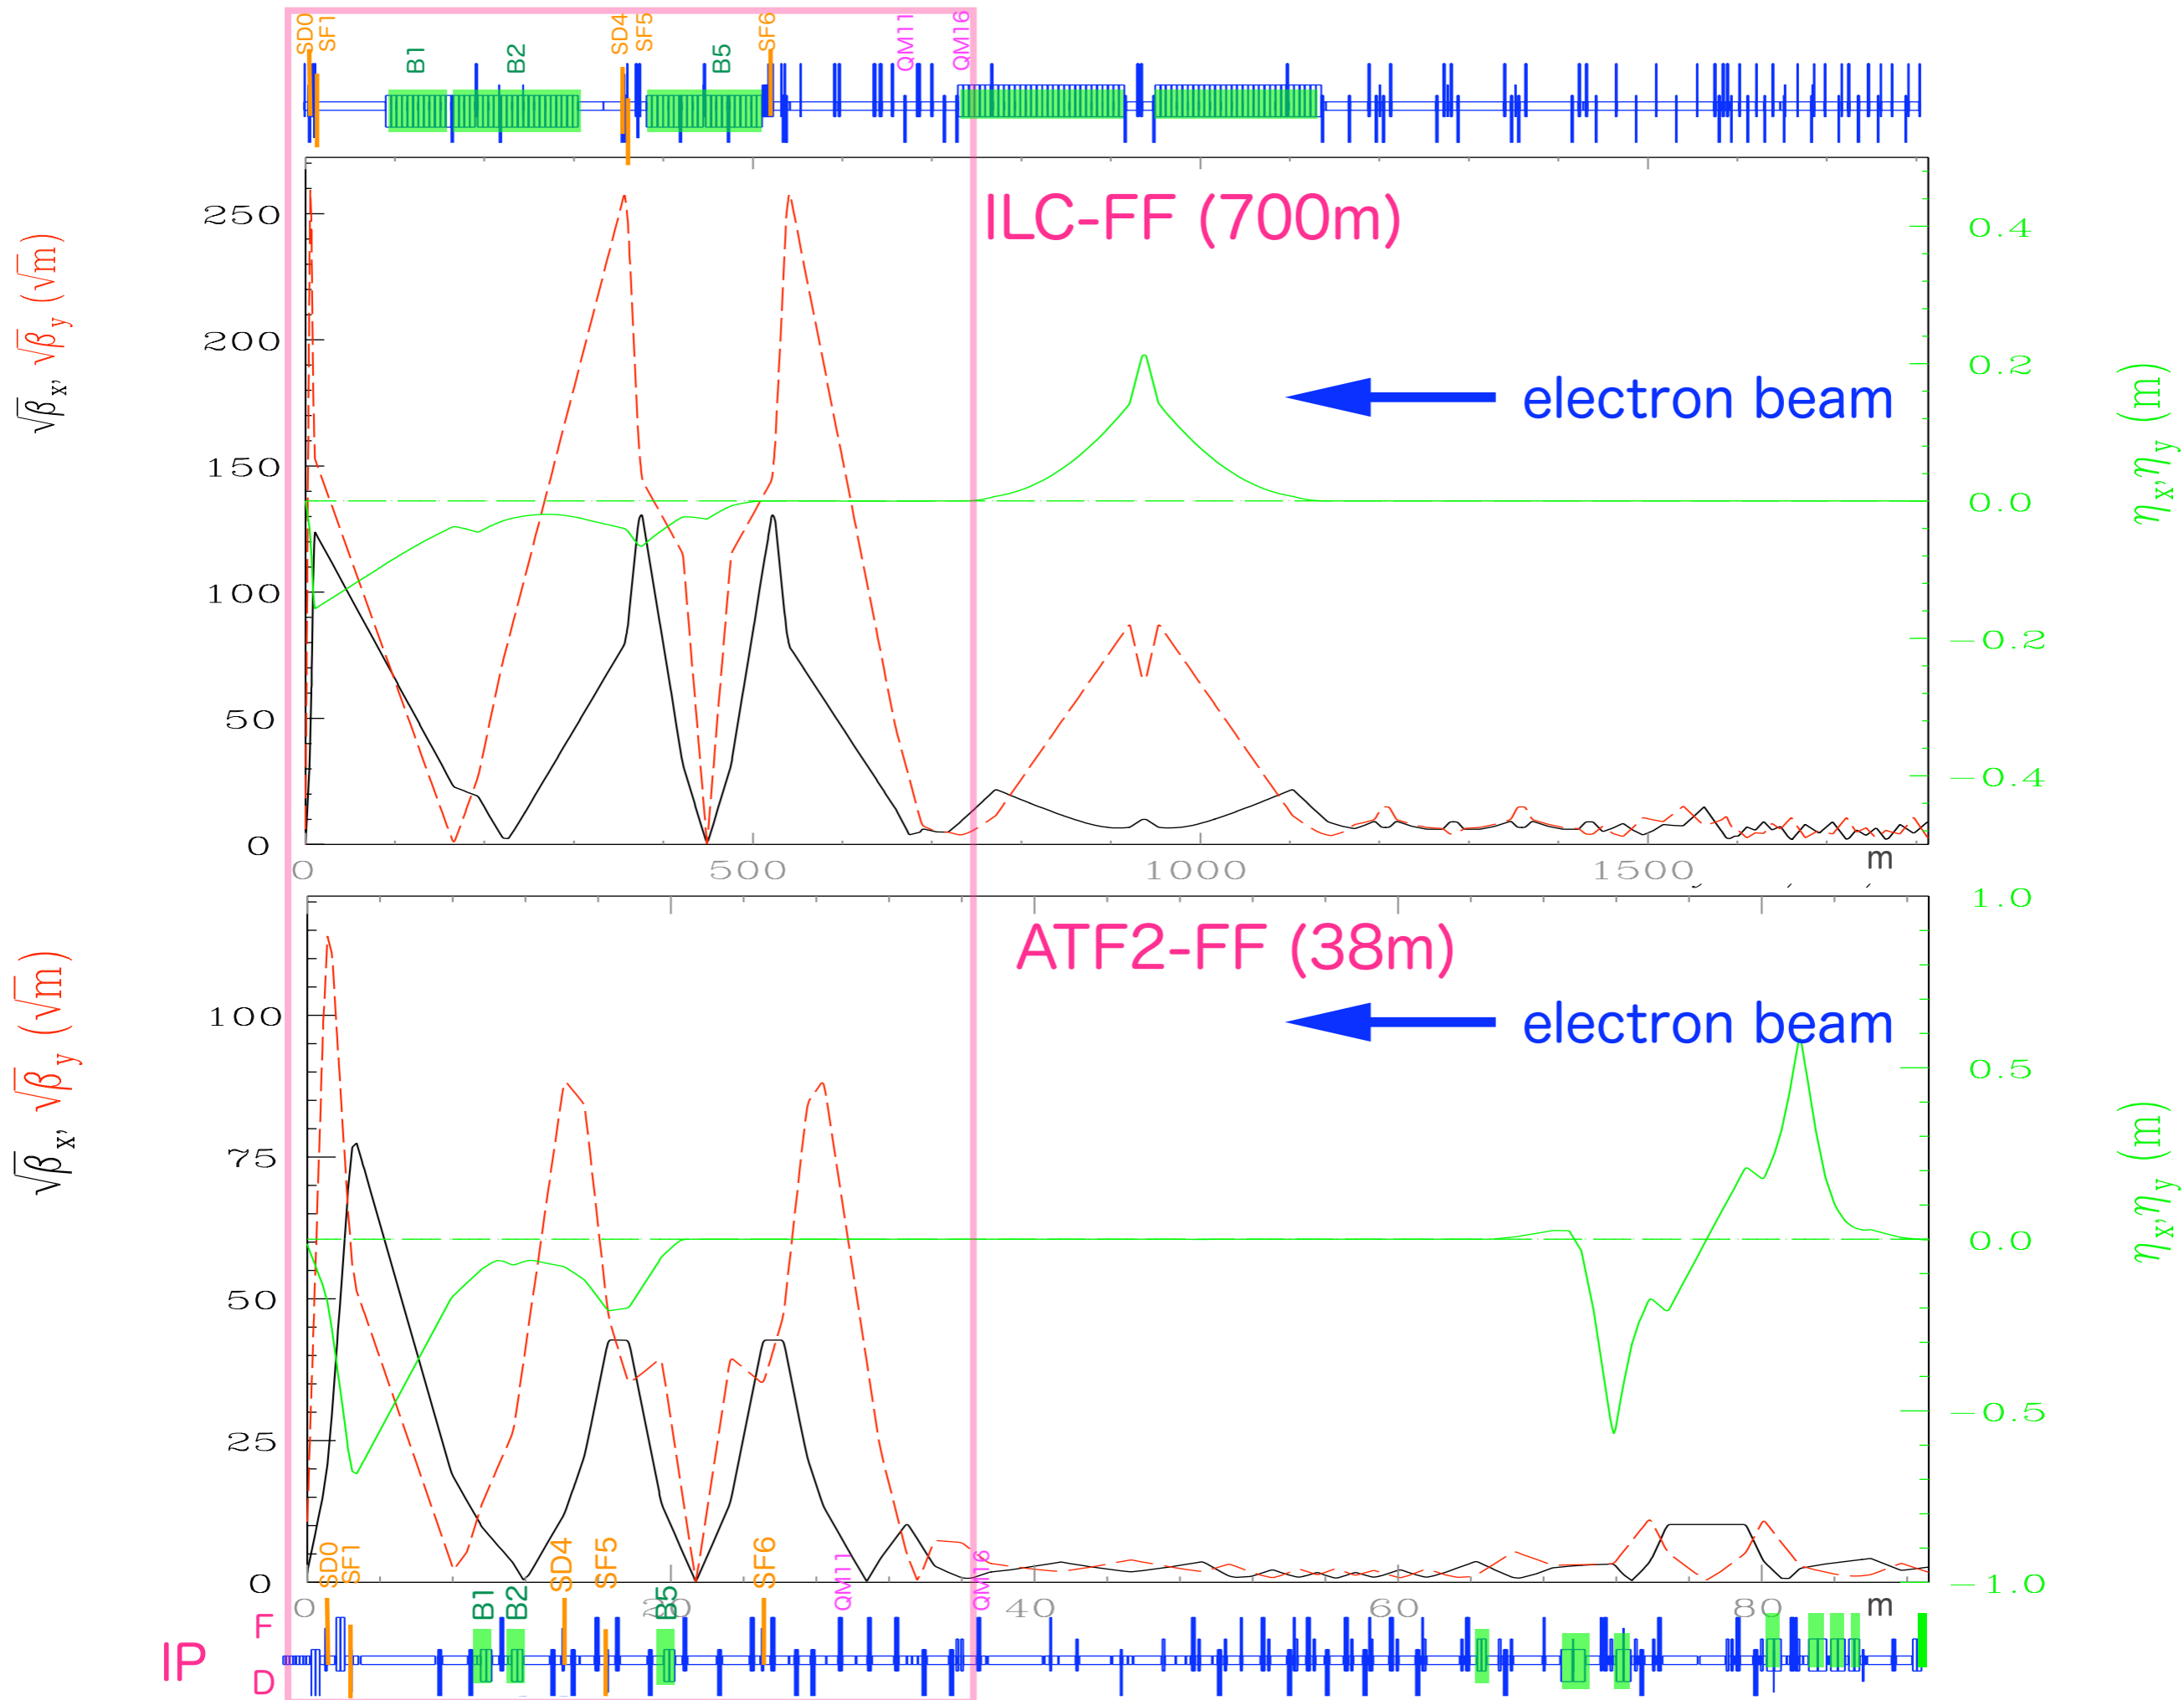 SD0
SF1
B1
B2
SD4
SF5
B5
SF6
QM11
QM16
ILC-FF (700m)
electron beam
√βx, √βy (√m)
250
200
150
100
50
0
0
500
1000
1500
m
0.4
0.2
0.0
−0.2
−0.4
ηx, ηy (m)
ATF2-FF (38m)
electron beam
√βx, √βy (√m)
100
75
50
25
0
1.0
0.5
0.0
−0.5
−1.0
ηx, ηy (m)
SD0
SF1
B1
B2
SD4
SF5
B5
SF6
QM11
QM16
0
20
40
60
80
m
F
IP
D